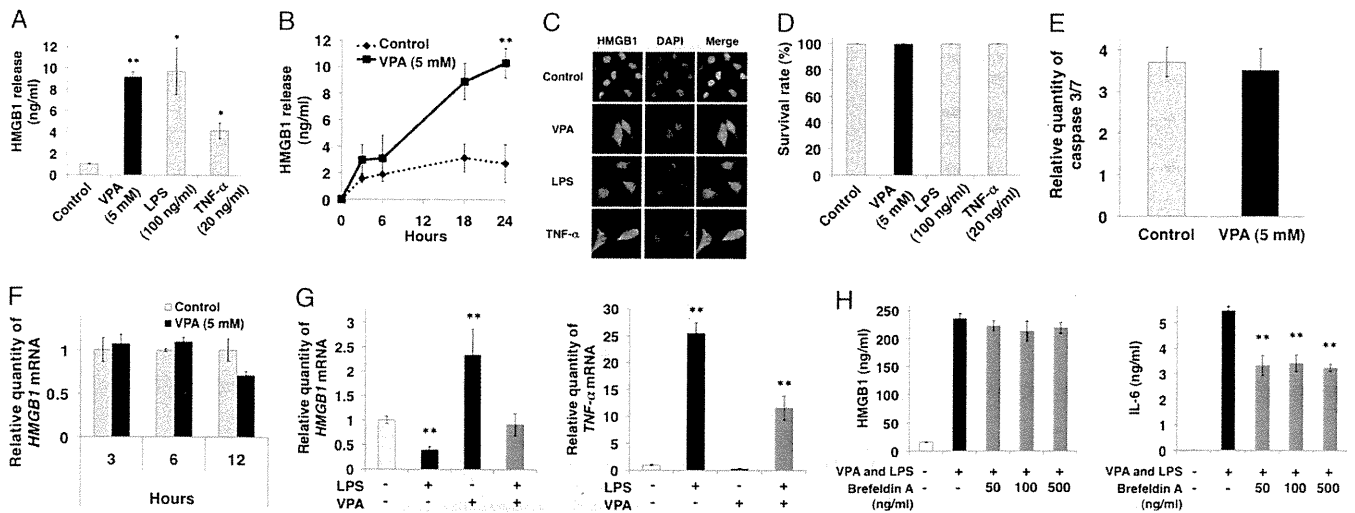 A
HMGB1 release
(ng/ml)
12
10
8
6
4
2
0
**
*
*
Control
VPA
(5 mM)
LPS
(100 ng/ml)
TNF-α
(20 ng/ml)
B
HMGB1 release
(ng/ml)
12
10
8
6
4
2
0
Control
VPA (5 mM)
**
0
6
12
18
24
Hours
C
HMGB1 DAPI Merge
Control
VPA
LPS
TNF-α
D
Survival rate (%)
100
80
60
40
20
0
Control
VPA
(5 mM)
LPS
(100 ng/ml)
TNF-α
(20 ng/ml)
E
Relative quantity of
caspase 3/7
4
3
2
1
0
Control VPA (5 mM)
F
Relative quantity of
HMGB1 mRNA
1
0.5
0
Control
VPA (5 mM)
3 6 12
Hours
G
Relative quantity of
HMGB1 mRNA
3
2.5
2
1.5
1
0.5
0
**
**
LPS - + - +
VPA - - + +
Relative quantity of
TNF-α mRNA
30
25
20
15
10
5
0
**
**
LPS - + - +
VPA - - + +
H
HMGB1 (ng/ml)
250
200
150
100
50
0
VPA and LPS - + + + +
Brefeldin A - - 50 100 500
(ng/ml)
IL-6 (ng/ml)
5
4
3
2
1
0
** ** **
VPA and LPS - + + + +
Brefeldin A - - 50 100 500
(ng/ml)